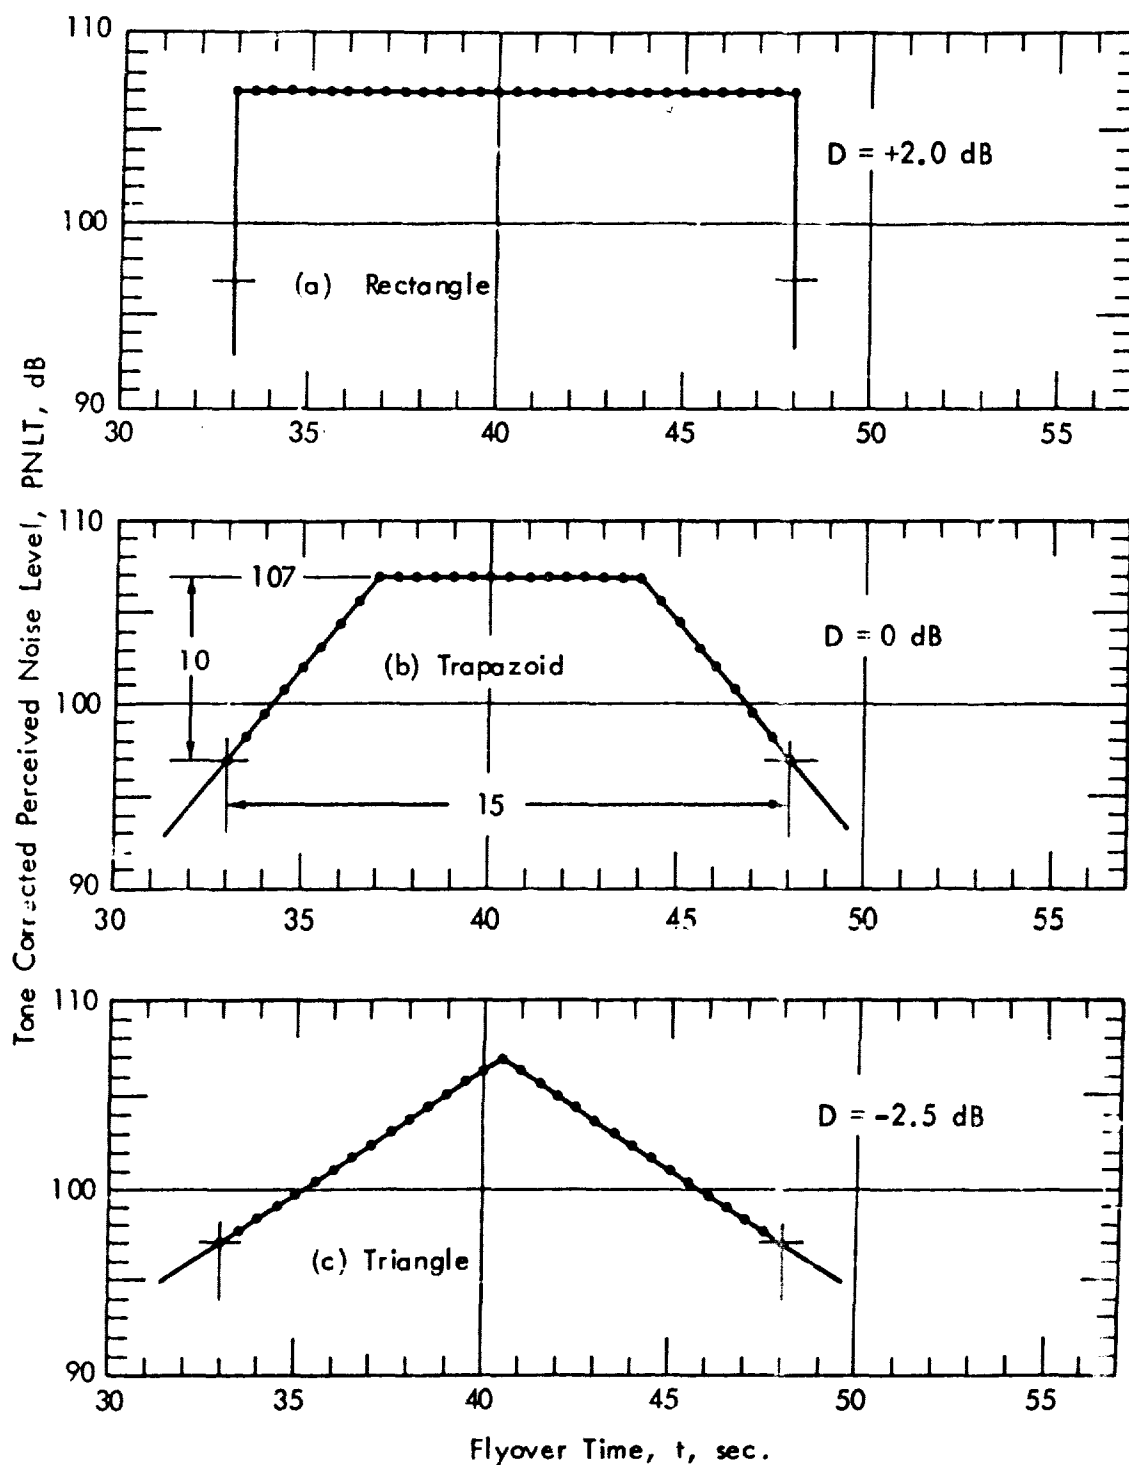 Tone Corrected Perceived Noise Level, PNLT, dB
110
100
90
D = +2.0 dB
(a) Rectangle
30 35 40 45 50 55
110
107
D = 0 dB
10
(b) Trapazoid
100
15
90
30 35 40 45 50 55
110
D = -2.5 dB
100
(c) Triangle
90
30 35 40 45 50 55
Flyover Time, t, sec.